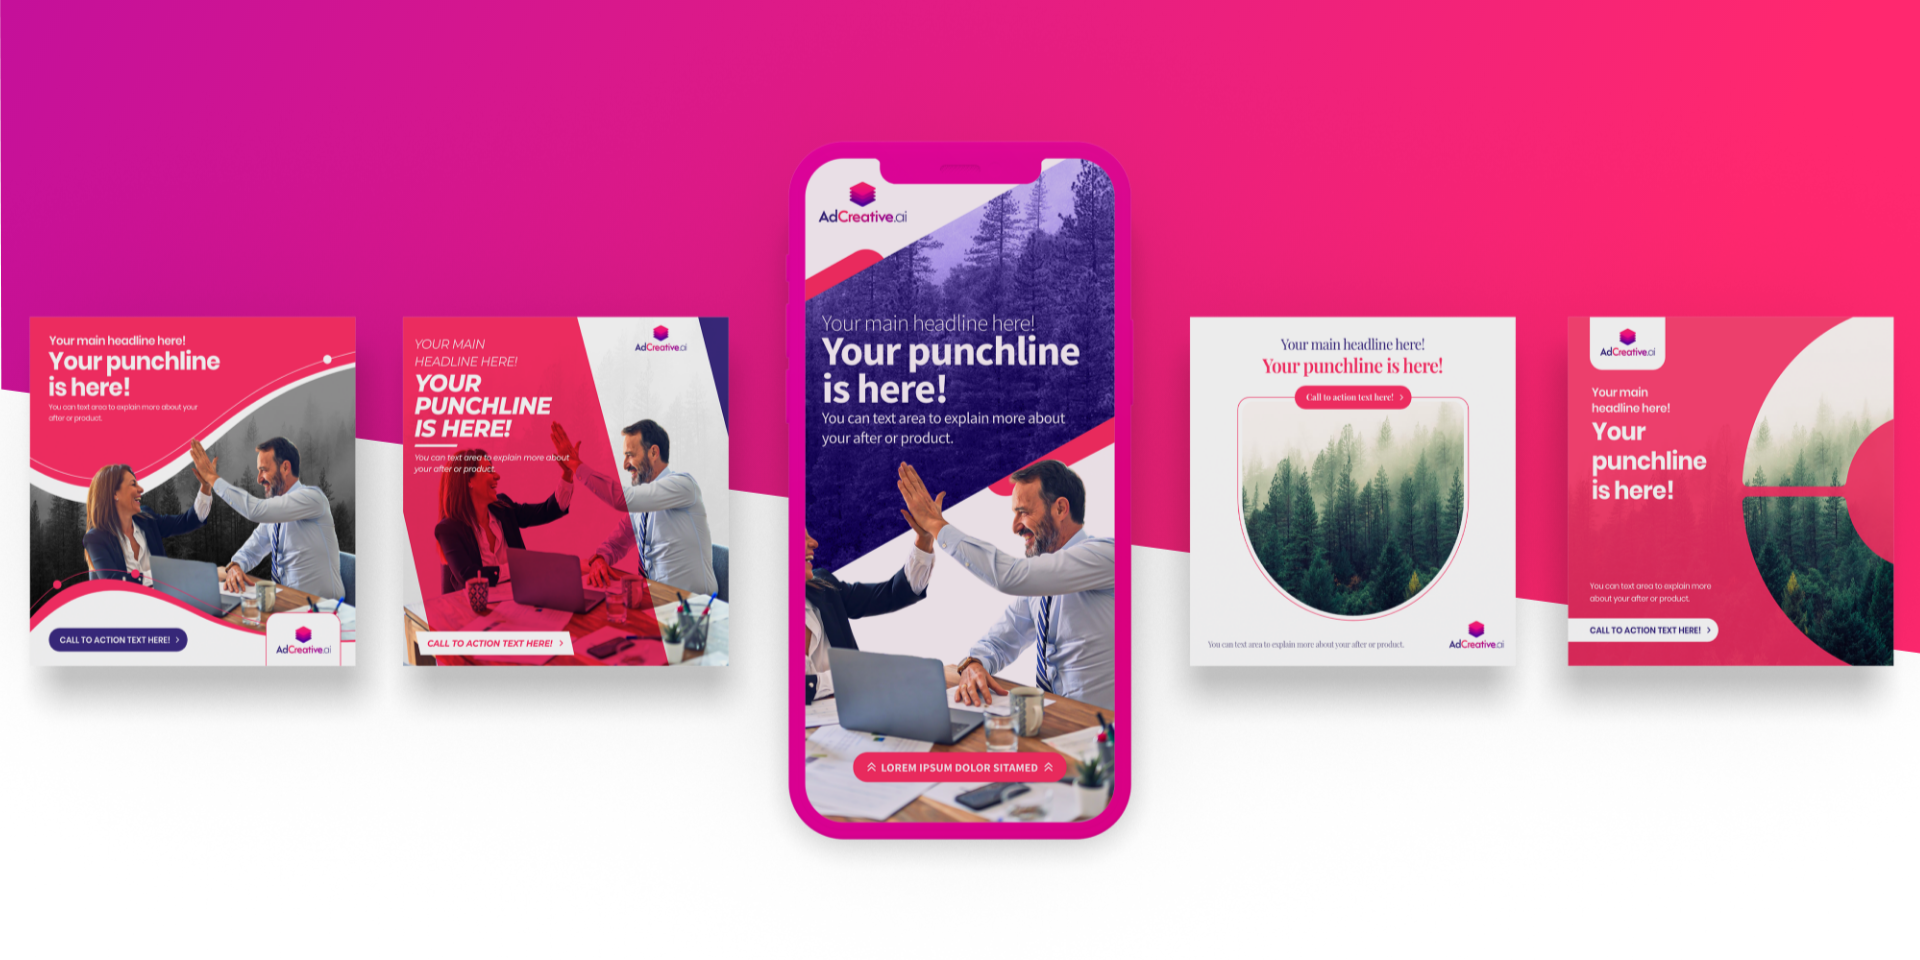 Your main headline here!
Your punchline
is here!
You can text area to explain more about your
after or product.
CALL TO ACTION TEXT HERE!
AdCreative.ai
YOUR MAIN
HEADLINE HERE!
YOUR
PUNCHLINE
IS HERE!
You can text area to explain more about
your after or product.
CALL TO ACTION TEXT HERE!
AdCreative.ai
AdCreative.ai
Your main headline here!
Your punchline
is here!
You can text area to explain more about
your after or product.
LOREM IPSUM DOLOR SITAMED
Your main headline here!
Your punchline is here!
Call to action text here!
You can text area to explain more about your after or product.
AdCreative.ai
AdCreative.ai
Your main
headline here!
Your
punchline
is here!
You can text area to explain more
about your after or product.
CALL TO ACTION TEXT HERE!